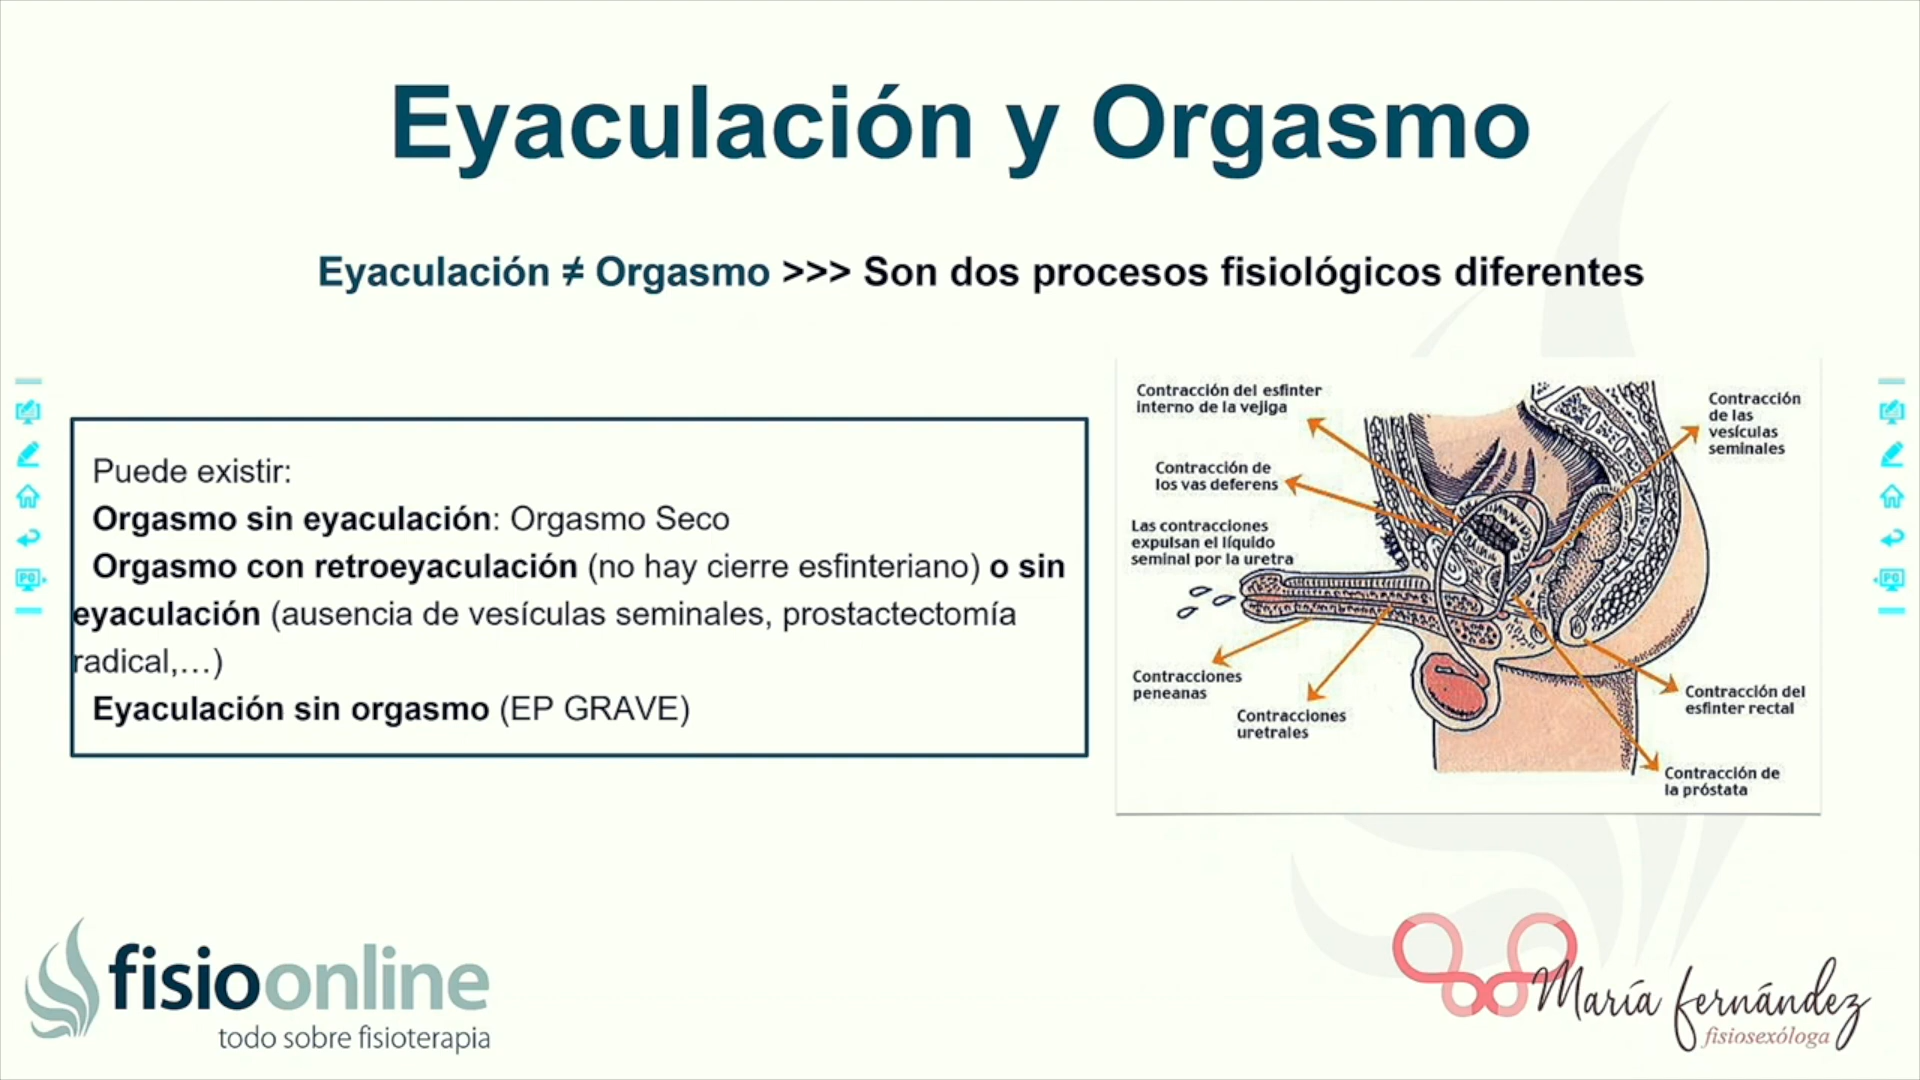 Eyaculación y Orgasmo
Eyaculación ≠ Orgasmo >>> Son dos procesos fisiológicos diferentes
Puede existir:
Orgasmo sin eyaculación: Orgasmo Seco
Orgasmo con retroeyaculación (no hay cierre esfinteriano) o sin
eyaculación (ausencia de vesículas seminales, prostactectomía
radical,...)
Eyaculación sin orgasmo (EP GRAVE)
Contracción del esfinter
interno de la vejiga
Contracción de
los vas deferens
Las contracciones
expulsan el líquido
seminal por la uretra
Contracciones
peneanas
Contracciones
uretrales
Contracción
de las
vesículas
seminales
Contracción del
esfinter rectal
Contracción de
la próstata
PG
PG
fisioonline
todo sobre fisioterapia
María fernández
fisiosexóloga